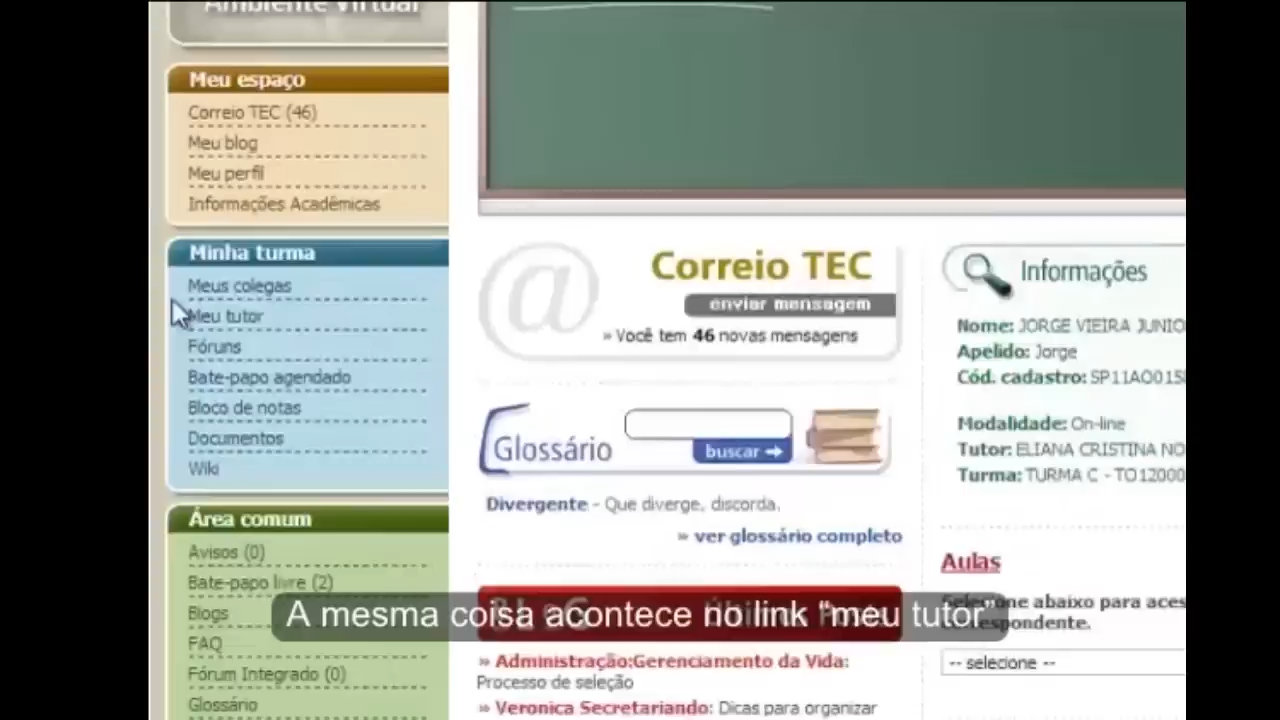 Ambiente Virtual
Meu espaço
Correio TEC (46)
Meu blog
Meu perfil
Informações Acadêmicas
Minha turma
Meus colegas
Meu tutor
Fóruns
Bate-papo agendado
Bloco de notas
Documentos
Wiki
Área comum
Avisos (0)
Bate-papo livre (2)
Blogs
FAQ
Fórum Integrado (0)
Glossário
@
Correio TEC
enviar mensagem
» Você tem 46 novas mensagens
Glossário
buscar
Divergente - Que diverge, discorda.
» ver glossário completo
» Administração:Gerenciamento da Vida:
Processo de seleção
» Veronica Secretariando: Dicas para organizar
Informações
Nome: JORGE VIEIRA JUNIO
Apelido: Jorge
Cód. cadastro: SP11AO015
Modalidade: On-line
Tutor: ELIANA CRISTINA NO
Turma: TURMA C - TO12000
Aulas
Selecione abaixo para aces
-- selecione --
A mesma coisa acontece no link “meu tutor”